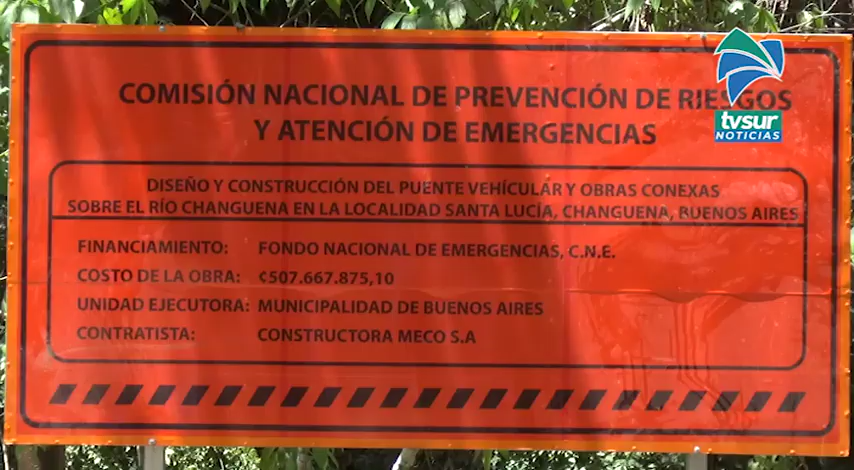 COMISIÓN NACIONAL DE PREVENCIÓN DE RIESGOS
Y ATENCIÓN DE EMERGENCIAS
tvsur
NOTICIAS
DISEÑO Y CONSTRUCCIÓN DEL PUENTE VEHÍCULAR Y OBRAS CONEXAS
SOBRE EL RÍO CHANGUENA EN LA LOCALIDAD SANTA LUCÍA, CHANGUENA, BUENOS AIRES
FINANCIAMIENTO: FONDO NACIONAL DE EMERGENCIAS, C.N.E.
COSTO DE LA OBRA: ¢507.667.875,10
UNIDAD EJECUTORA: MUNICIPALIDAD DE BUENOS AIRES
CONTRATISTA: CONSTRUCTORA MECO S.A